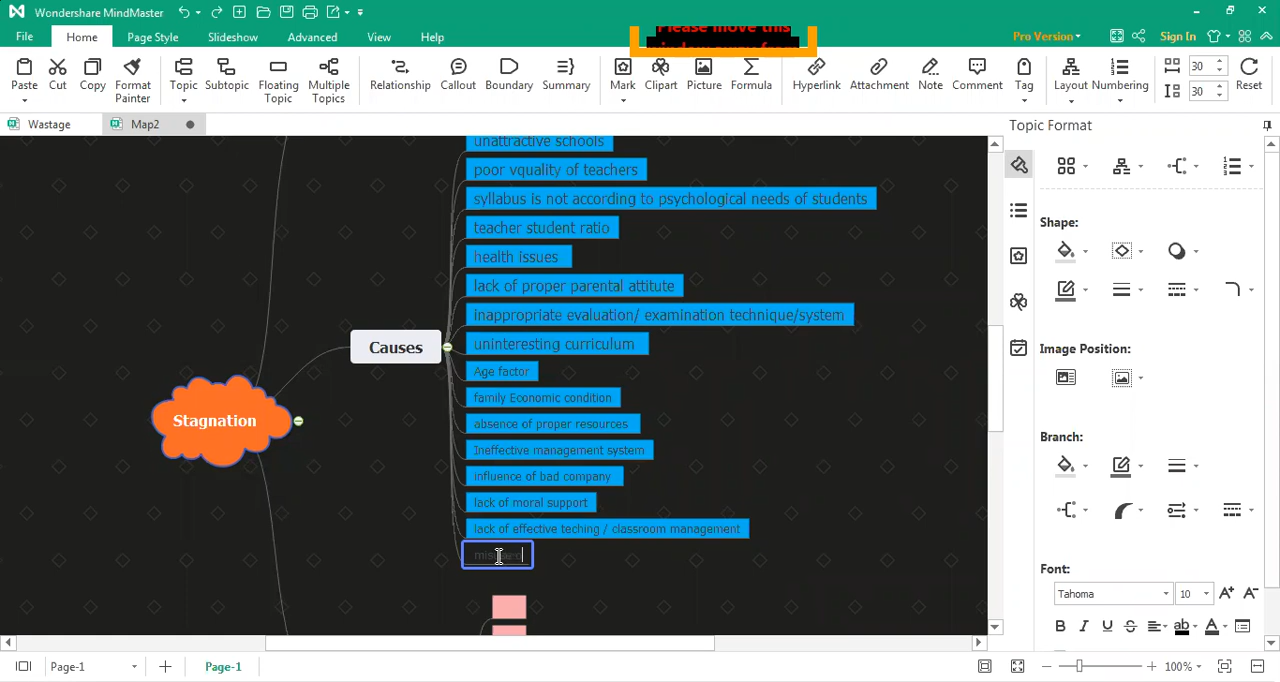 Wondershare MindMaster
File Home Page Style Slideshow Advanced View Help
Please move this
Pro Version Sign In
Paste Cut Copy Format Painter Topic Subtopic Floating Topic Multiple Topics Relationship Callout Boundary Summary Mark Clipart Picture Formula Hyperlink Attachment Note Comment Tag Layout Numbering 30 30 Reset
Wastage Map2
Topic Format
unattractive schools
poor vquality of teachers
syllabus is not according to psychological needs of students
teacher student ratio
health issues
lack of proper parental attitute
inappropriate evaluation/ examination technique/system
uninteresting curriculum
Age factor
family Economic condition
absence of proper resources
Ineffective management system
influence of bad company
lack of moral support
lack of effective teching / classroom management
Causes
Stagnation
Shape:
Image Position:
Branch:
Font:
Tahoma 10
B I U S ab A
Page-1 Page-1 100%